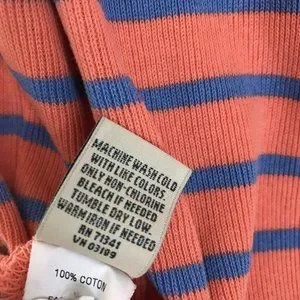 MACHINE WASH COLD
WITH LIKE COLORS.
ONLY NON-CHLORINE
BLEACH IF NEEDED
TUMBLE DRY LOW.
WARM IRON IF NEEDED
RN 71341
VN 03199
100% COTTON